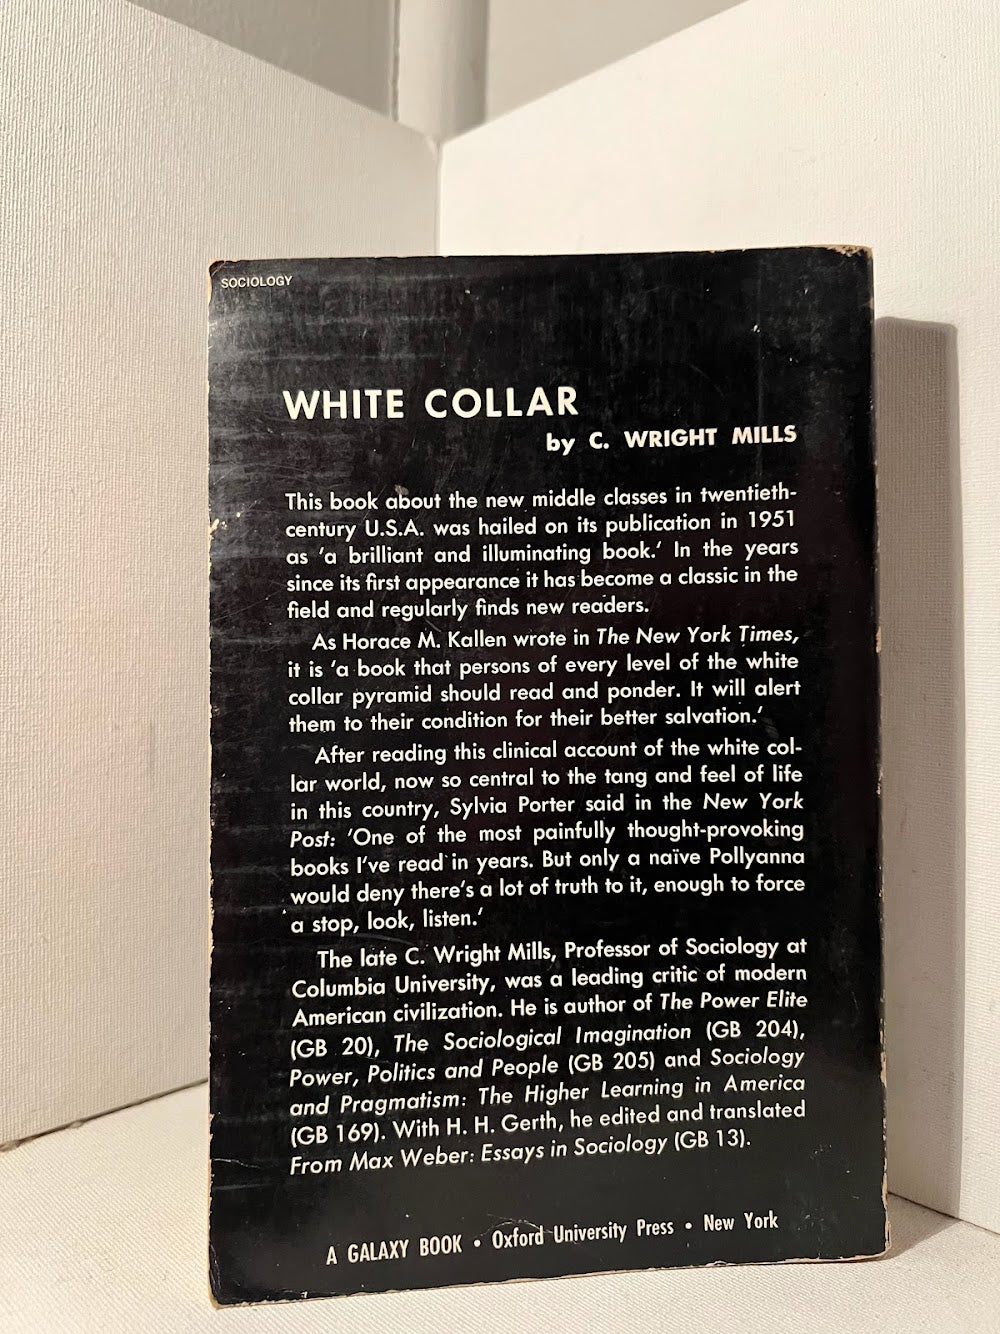 SOCIOLOGY
WHITE COLLAR
by C. WRIGHT MILLS
This book about the new middle classes in twentieth-
century U.S.A. was hailed on its publication in 1951
as ‘a brilliant and illuminating book.’ In the years
since its first appearance it has become a classic in the
field and regularly finds new readers.
As Horace M. Kallen wrote in The New York Times,
it is ‘a book that persons of every level of the white
collar pyramid should read and ponder. It will alert
them to their condition for their better salvation.’
After reading this clinical account of the white col-
lar world, now so central to the tang and feel of life
in this country, Sylvia Porter said in the New York
Post: ‘One of the most painfully thought-provoking
books I’ve read in years. But only a naïve Pollyanna
would deny there’s a lot of truth to it, enough to force
a stop, look, listen.’
The late C. Wright Mills, Professor of Sociology at
Columbia University, was a leading critic of modern
American civilization. He is author of The Power Elite
(GB 20), The Sociological Imagination (GB 204),
Power, Politics and People (GB 205) and Sociology
and Pragmatism: The Higher Learning in America
(GB 169). With H. H. Gerth, he edited and translated
From Max Weber: Essays in Sociology (GB 13).
A GALAXY BOOK • Oxford University Press • New York